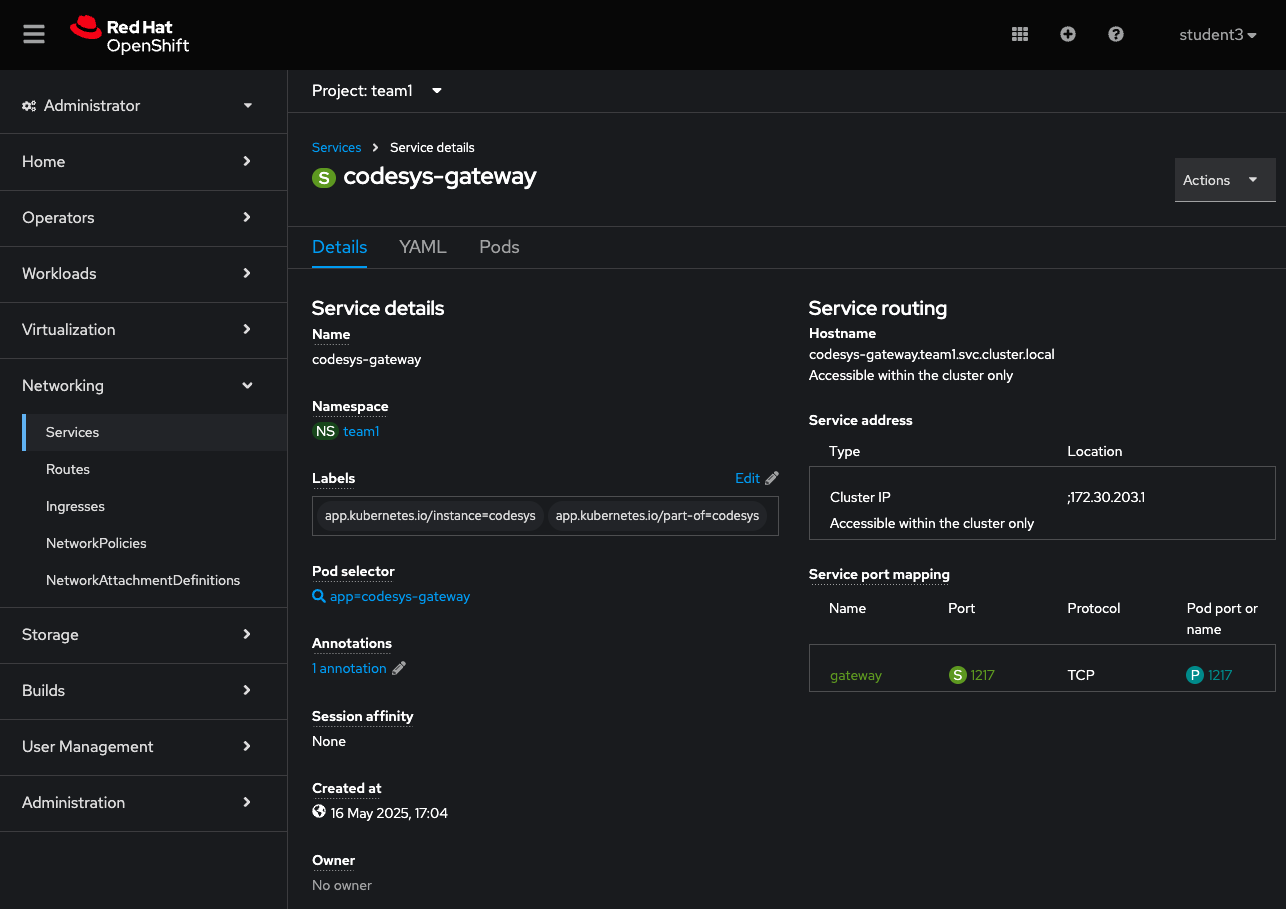 Red Hat
OpenShift
student3
Administrator
Home
Operators
Workloads
Virtualization
Networking
Services
Routes
Ingresses
NetworkPolicies
NetworkAttachmentDefinitions
Storage
Builds
User Management
Administration
Project: team1
Services Service details
S codesys-gateway
Actions
Details YAML Pods
Service details
Name
codesys-gateway
Namespace
NS team1
Labels Edit
app.kubernetes.io/instance=codesys app.kubernetes.io/part-of=codesys
Pod selector
app=codesys-gateway
Annotations
1 annotation
Session affinity
None
Created at
16 May 2025, 17:04
Owner
No owner
Service routing
Hostname
codesys-gateway.team1.svc.cluster.local
Accessible within the cluster only
Service address
Type Location
Cluster IP ;172.30.203.1
Accessible within the cluster only
Service port mapping
Name Port Protocol Pod port or
name
gateway S 1217 TCP P 1217